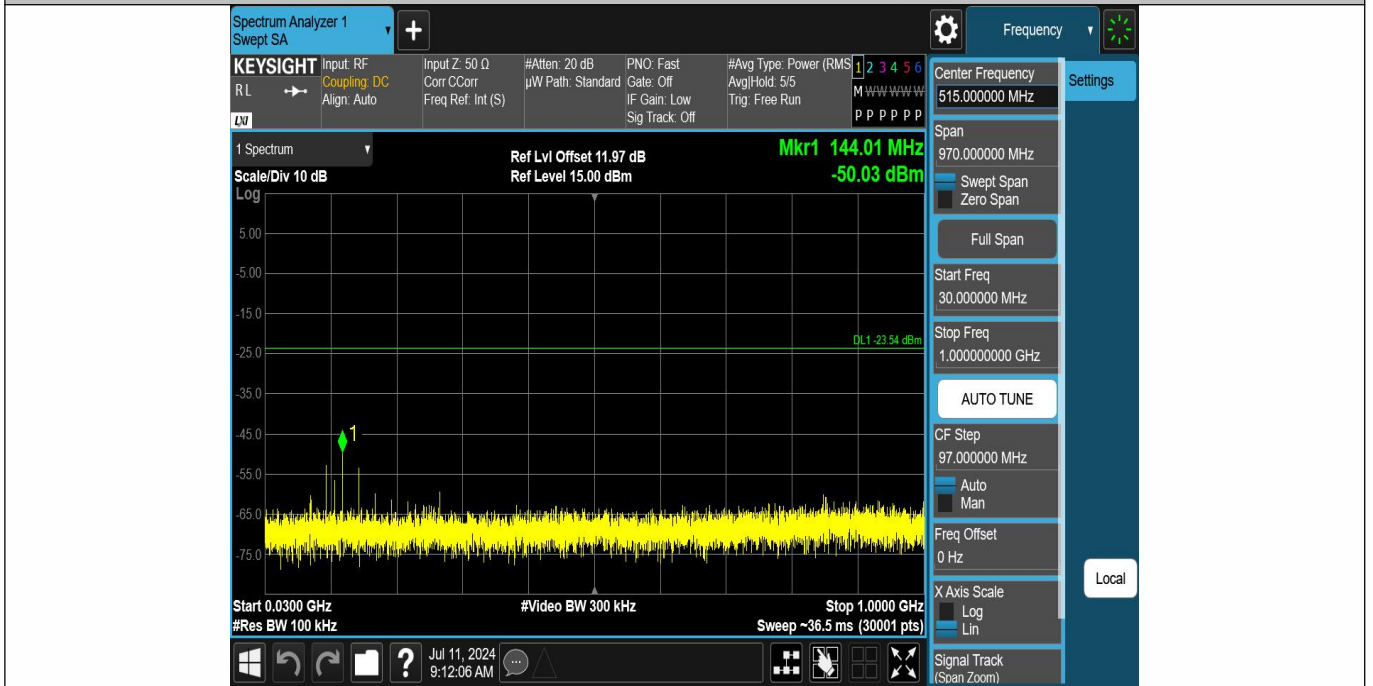 Spectrum Analyzer 1
Swept SA
+
Frequency
KEYSIGHT
RL
LXI
Input: RF
Coupling: DC
Align: Auto
Input Z: 50 Ω
Corr CCorr
Freq Ref: Int (S)
#Atten: 20 dB
µW Path: Standard
PNO: Fast
Gate: Off
IF Gain: Low
Sig Track: Off
#Avg Type: Power (RMS
Avg|Hold: 5/5
Trig: Free Run
1 2 3 4 5 6
M W W W W W
P P P P P P
1 Spectrum
Scale/Div 10 dB
Ref Lvl Offset 11.97 dB
Ref Level 15.00 dBm
Mkr1 144.01 MHz
-50.03 dBm
Log
5.00
-5.00
-15.0
DL1 -23.54 dBm
-25.0
-35.0
-45.0
1
-55.0
-65.0
-75.0
Start 0.0300 GHz
#Video BW 300 kHz
Stop 1.0000 GHz
#Res BW 100 kHz
Sweep ~36.5 ms (30001 pts)
?
Jul 11, 2024
9:12:06 AM
Center Frequency
515.000000 MHz
Settings
Span
970.000000 MHz
Swept Span
Zero Span
Full Span
Start Freq
30.000000 MHz
Stop Freq
1.000000000 GHz
AUTO TUNE
CF Step
97.000000 MHz
Auto
Man
Freq Offset
0 Hz
X Axis Scale
Log
Lin
Signal Track
(Span Zoom)
Local